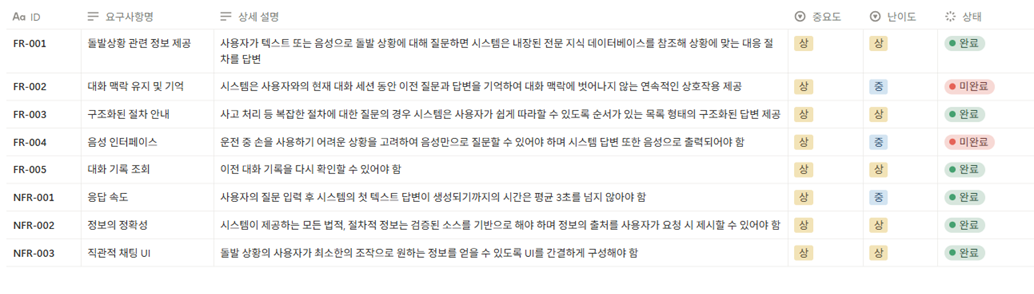 Aa ID 요구사항명 상세 설명 중요도 난이도 상태
FR-001 돌발상황 관련 정보 제공 사용자가 텍스트 또는 음성으로 돌발 상황에 대해 질문하면 시스템은 내장된 전문 지식 데이터베이스를 참조해 상황에 맞는 대응 절 상 상 완료
차를 답변
FR-002 대화 맥락 유지 및 기억 시스템은 사용자와의 현재 대화 세션 동안 이전 질문과 답변을 기억하여 대화 맥락에 벗어나지 않는 연속적인 상호작용 제공 상 중 미완료
FR-003 구조화된 절차 안내 사고 처리 등 복잡한 절차에 대한 질문의 경우 시스템은 사용자가 쉽게 따라할 수 있도록 순서가 있는 목록 형태의 구조화된 답변 제공 상 상 완료
FR-004 음성 인터페이스 운전 중 손을 사용하기 어려운 상황을 고려하여 음성만으로 질문할 수 있어야 하며 시스템 답변 또한 음성으로 출력되어야 함 상 중 미완료
FR-005 대화 기록 조회 이전 대화 기록을 다시 확인할 수 있어야 함 상 상 완료
NFR-001 응답 속도 사용자의 질문 입력 후 시스템의 첫 텍스트 답변이 생성되기까지의 시간은 평균 3초를 넘지 않아야 함 상 중 완료
NFR-002 정보의 정확성 시스템이 제공하는 모든 법적, 절차적 정보는 검증된 소스를 기반으로 해야 하며 정보의 출처를 사용자가 요청 시 제시할 수 있어야 함 상 상 완료
NFR-003 직관적 채팅 UI 돌발 상황의 사용자가 최소한의 조작으로 원하는 정보를 얻을 수 있도록 UI를 간결하게 구성해야 함 상 상 완료